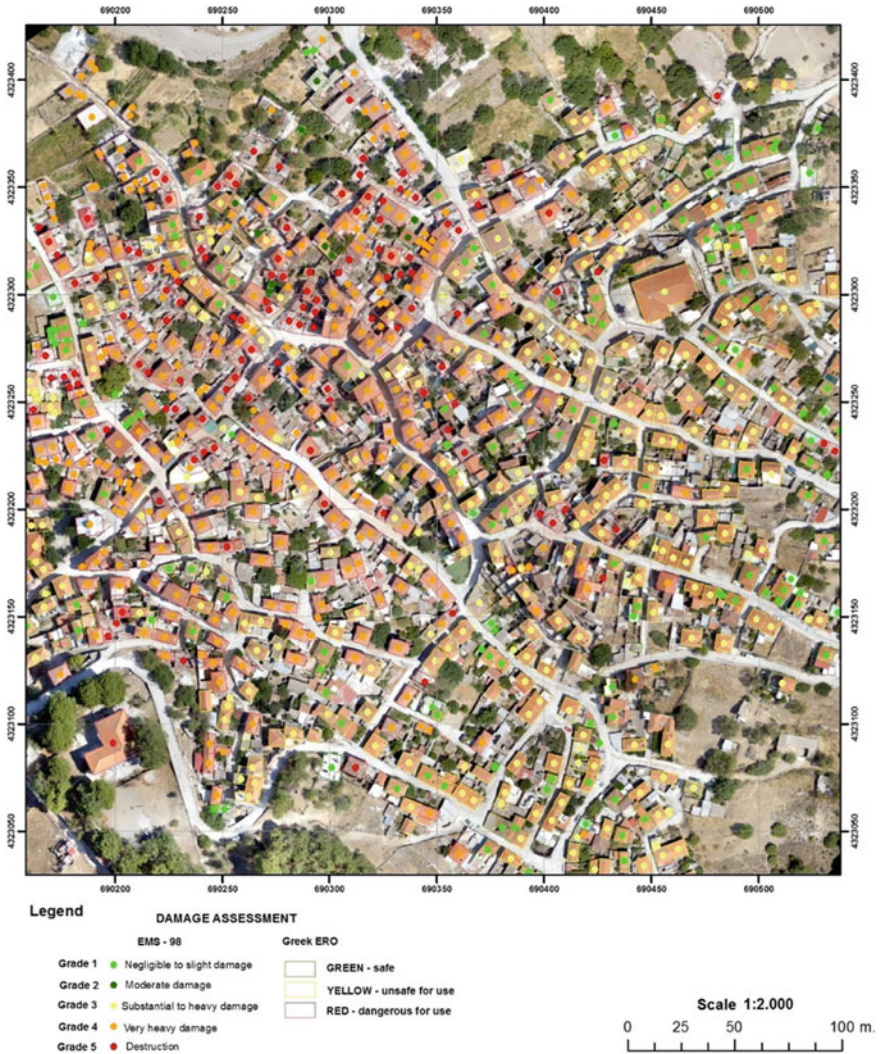 690200 690250 690300 690350 690400 690450 690500
4323400 4323400
4323350 4323350
4323300 4323300
4323250 4323250
4323200 4323200
4323150 4323150
4323100 4323100
4323050 4323050
690200 690250 690300 690350 690400 690450 690500
Legend
DAMAGE ASSESSMENT
EMS - 98 Greek ERO
Grade 1 Negligible to slight damage GREEN - safe
Grade 2 Moderate damage
Grade 3 Substantial to heavy damage YELLOW - unsafe for use
Grade 4 Very heavy damage RED - dangerous for use
Grade 5 Destruction
Scale 1:2.000
0 25 50 100 m.